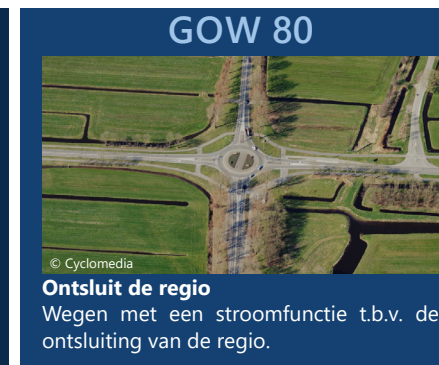 GOW 80
© Cyclomedia
Ontsluit de regio
Wegen met een stroomfunctie t.b.v. de
ontsluiting van de regio.